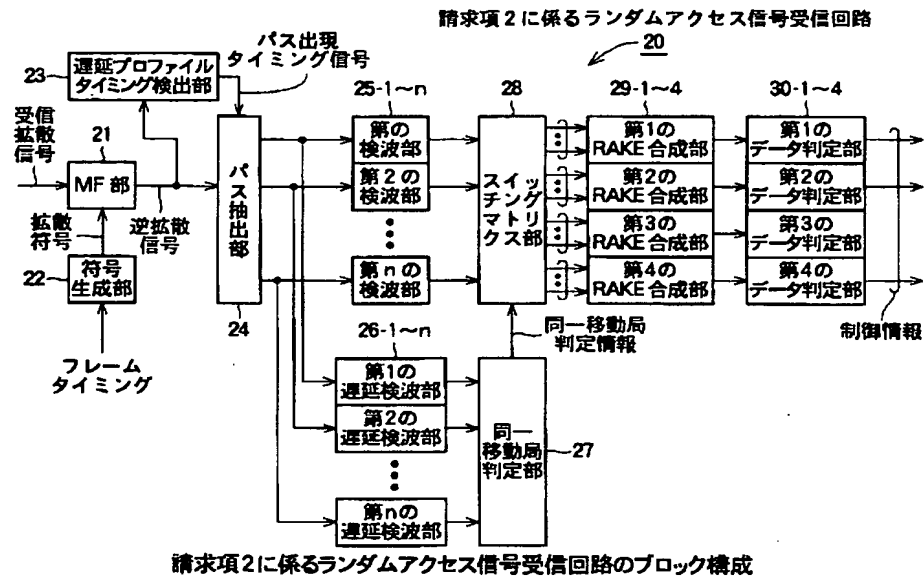 請求項2に係るランダムアクセス信号受信回路
20
パス出現
タイミング信号
23
遅延プロファイル
タイミング検出部
25-1~n
28
29-1~4
30-1~4
受信
拡散
信号
21
MF部
拡散
符号
逆拡散
信号
22
符号
生成部
フレーム
タイミング
パス抽出部
24
第の
検波部
第2の
検波部
第nの
検波部
スイッ
チング
マトリ
クス部
第1の
RAKE合成部
第2の
RAKE合成部
第3の
RAKE合成部
第4の
RAKE合成部
第1の
データ判定部
第2の
データ判定部
第3の
データ判定部
第4の
データ判定部
制御情報
同一移動局
判定情報
26-1~n
第1の
遅延検波部
第2の
遅延検波部
第nの
遅延検波部
同一
移動局
判定部
27
請求項2に係るランダムアクセス信号受信回路のブロック構成